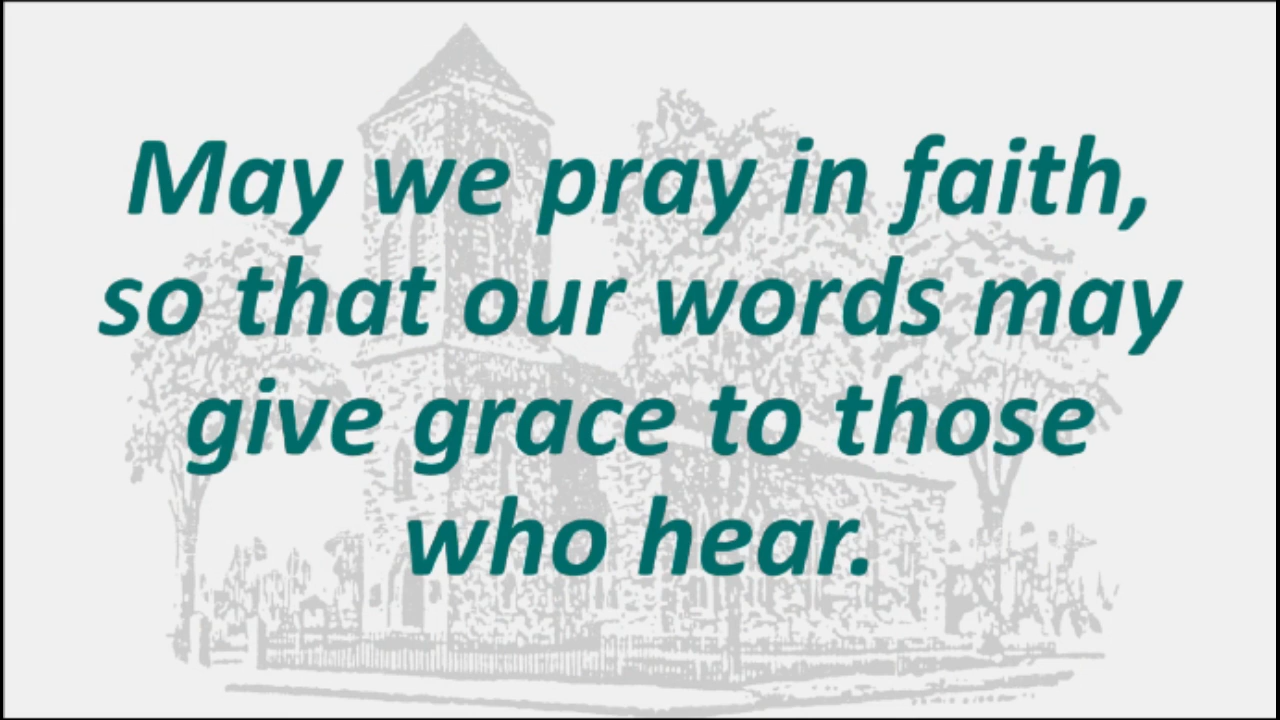 May we pray in faith,
so that our words may
give grace to those
who hear.